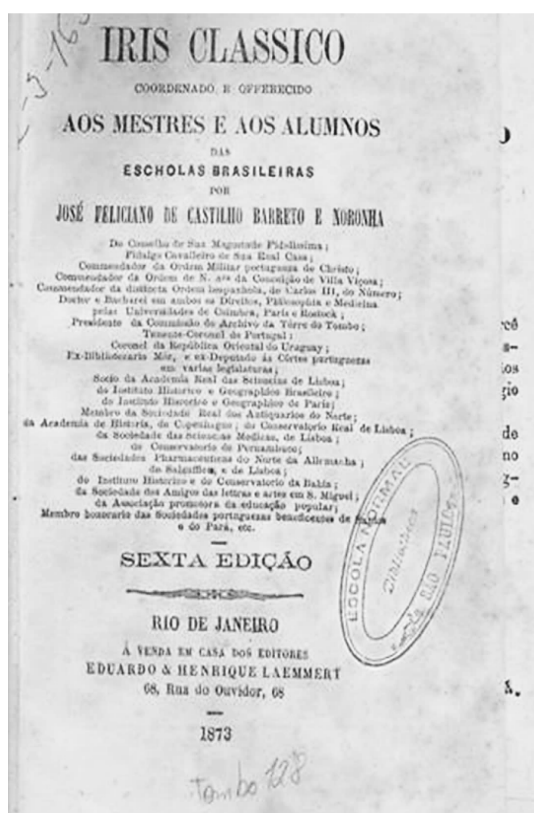 IRIS CLASSICO
COORDENADO E OFFERECIDO
AOS MESTRES E AOS ALUMNOS
DAS
ESCHOLAS BRASILEIRAS
POR
JOSÉ FELICIANO DE CASTILHO BARRETO E NORONHA
Do Conselho de Sua Magestade Fidelissima;
Fidalgo Cavalleiro de Sua Real Casa;
Commendador da Ordem Militar portugueza de Christo;
Commendador da Ordem de N. Sra da Conceição de Villa Viçosa;
Commendador da distincta Ordem hespanhola, de Carlos III, do Número;
Doctor e Bacharel em ambos os Direitos, Philosophia e Medicina
pelas Universidades de Coimbra, Paris e Rostock;
Presidente da Commissão do Archivo da Tôrre do Tombo;
Tenente-Coronel de Portugal;
Coronel da República Oriental do Uruguay;
Ex-Bibliothecario Mór, e ex-Deputado ás Côrtes portuguezas
em varias legislaturas;
Socio da Academia Real das Sciencias de Lisboa;
do Instituto Historico e Geographico Brasileiro;
do Instituto Historico e Geographico de Paris;
Membro da Sociedade Real dos Antiquarios do Norte;
da Academia de Historia, de Copenhague; do Conservatorio Real de Lisboa;
da Sociedade das Sciencias Medicas, de Lisboa;
do Conservatorio de Pernambuco;
das Sociedades Pharmaceuticas do Norte da Allemanha;
de Lisboa;
do Instituto Historico e do Conservatorio da Bahia;
da Sociedade dos Amigos das letras e artes em S. Miguel;
da Associação promotora da educação popular;
Membro honorario das Sociedades portuguezas beneficentes de Santos
e do Pará, etc.
SEXTA EDIÇÃO
RIO DE JANEIRO
Á VENDA EM CASA DOS EDITORES
EDUARDO & HENRIQUE LAEMMERT
68, Rua do Ouvidor, 68
1873
Tombo 128
ESCOLA NORMAL
Bibliotheca
SÃO PAULO